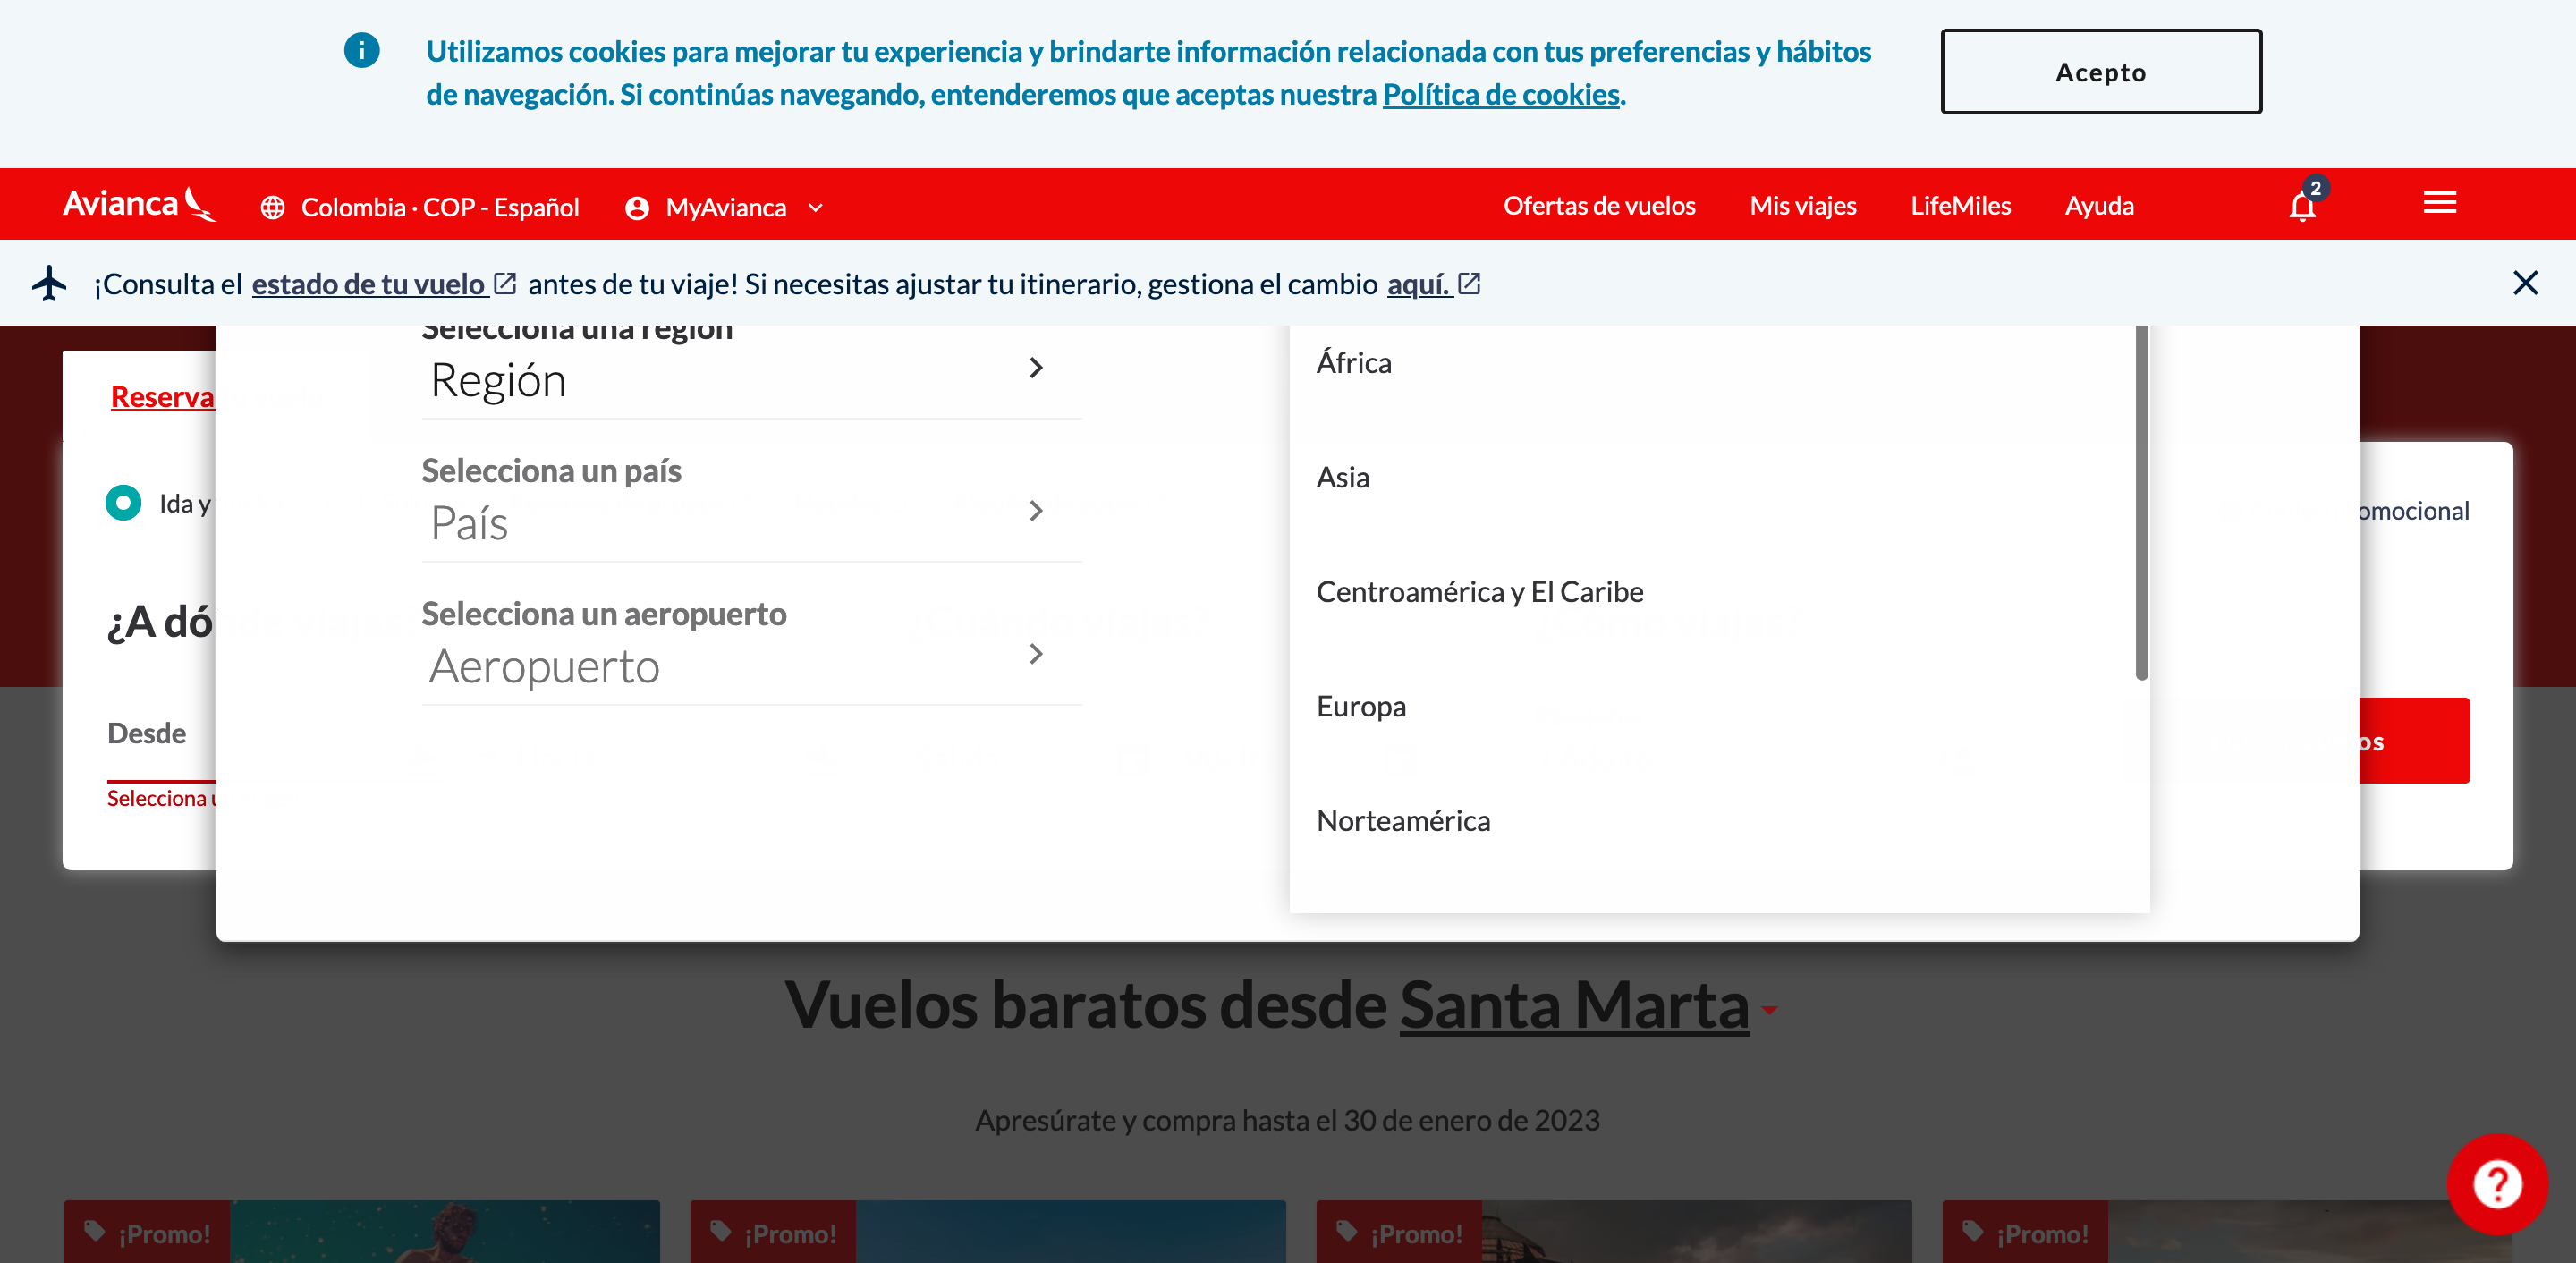 Utilizamos cookies para mejorar tu experiencia y brindarte información relacionada con tus preferencias y hábitos
de navegación. Si continúas navegando, entenderemos que aceptas nuestra Política de cookies.
Acepto
Avianca
Colombia · COP - Español
MyAvianca
Ofertas de vuelos
Mis viajes
LifeMiles
Ayuda
2
¡Consulta el estado de tu vuelo antes de tu viaje! Si necesitas ajustar tu itinerario, gestiona el cambio aquí.
Selecciona una región
Región
Selecciona un país
País
Selecciona un aeropuerto
Aeropuerto
África
Asia
Centroamérica y El Caribe
Europa
Norteamérica
Reserva
Ida y
omocional
¿A dón
Desde
Selecciona u
os
Vuelos baratos desde Santa Marta
Apresúrate y compra hasta el 30 de enero de 2023
¡Promo!
¡Promo!
¡Promo!
¡Promo!